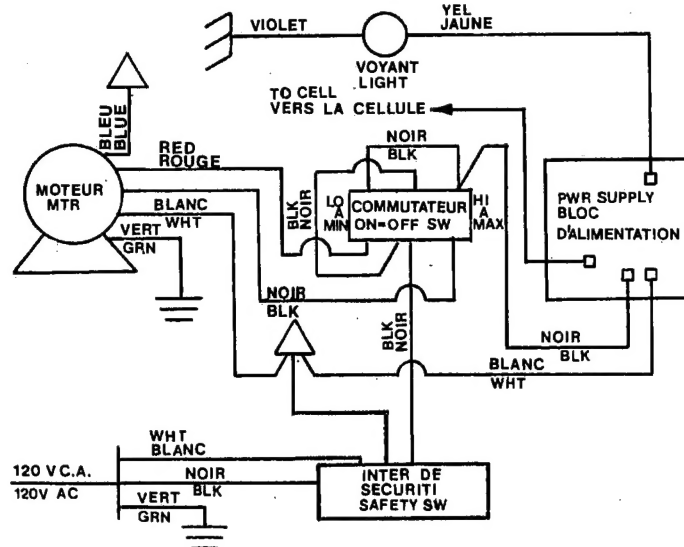 VIOLET
YEL
JAUNE
VOYANT
LIGHT
TO CELL
VERS LA CELLULE
BLEU
BLUE
RED
ROUGE
NOIR
BLK
MOTEUR
MTR
BLANC
WHT
VERT
GRN
BLK
NOIR
LO
A
MIN
COMMUTATEUR
ON=OFF SW
HI
A
MAX
PWR SUPPLY
BLOC
D'ALIMENTATION
NOIR
BLK
BLK
NOIR
NOIR
BLK
BLANC
WHT
WHT
BLANC
120 V C.A.
120V AC
NOIR
BLK
VERT
GRN
INTER DE
SECURITI
SAFETY SW